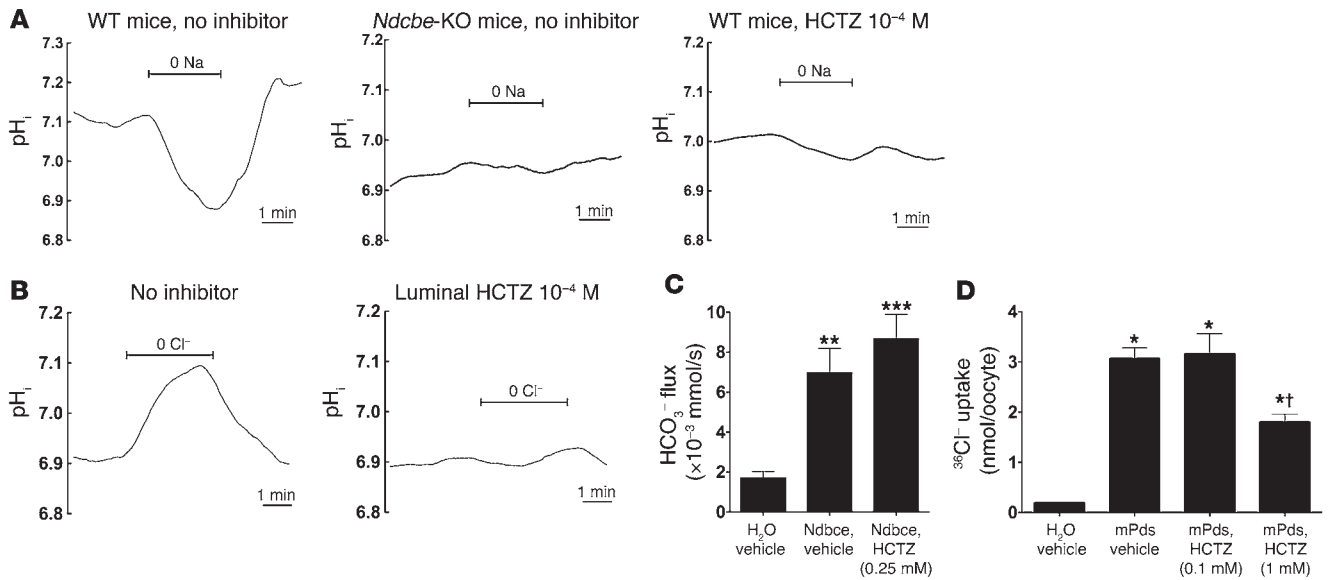 A
WT mice, no inhibitor
7.3
7.2
7.1
7.0
6.9
6.8
pHi
0 Na
1 min
Ndcbe-KO mice, no inhibitor
7.2
7.1
7.0
6.9
6.8
pHi
0 Na
1 min
WT mice, HCTZ 10⁻⁴ M
7.2
7.1
7.0
6.9
6.8
pHi
0 Na
1 min
B
No inhibitor
7.2
7.1
7.0
6.9
6.8
pHi
0 Cl⁻
1 min
Luminal HCTZ 10⁻⁴ M
7.2
7.1
7.0
6.9
6.8
pHi
0 Cl⁻
1 min
C
HCO₃⁻ flux
(×10⁻³ mmol/s)
10
8
6
4
2
0
**
***
H₂O
vehicle
Ndbce,
vehicle
Ndbce,
HCTZ
(0.25 mM)
D
³⁶Cl⁻ uptake
(nmol/oocyte)
4
3
2
1
0
*
*
*†
H₂O
vehicle
mPds
vehicle
mPds,
HCTZ
(0.1 mM)
mPds,
HCTZ
(1 mM)